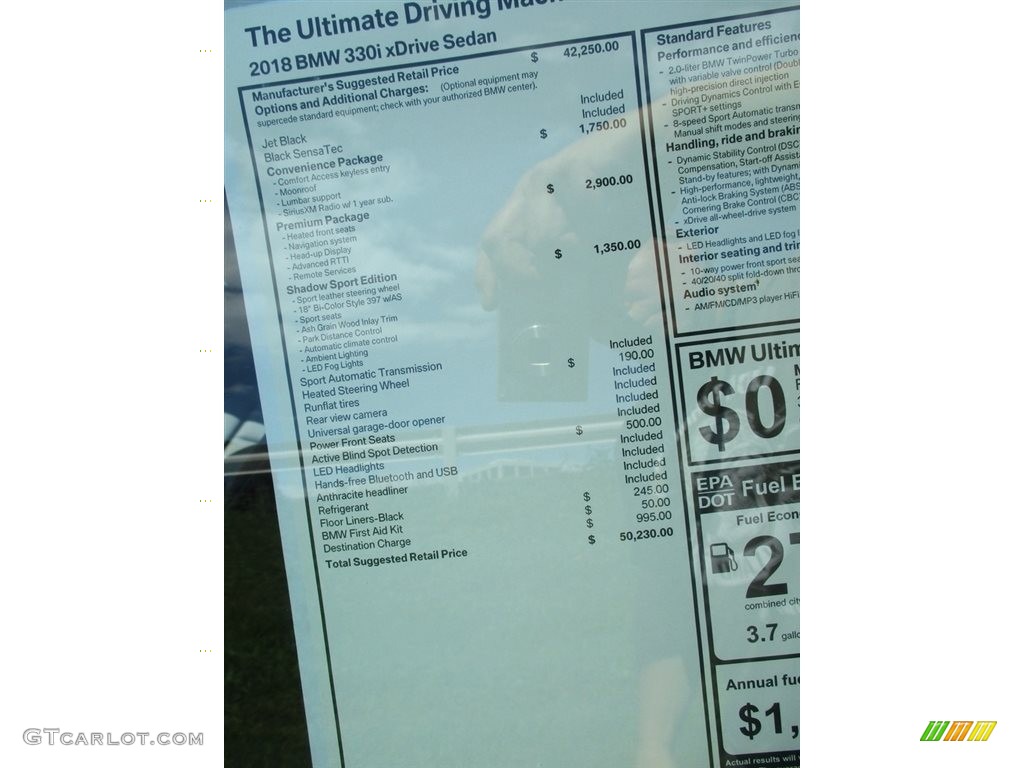 The Ultimate Driving
2018 BMW 330i xDrive Sedan
Manufacturer's Suggested Retail Price $ 42,250.00
Options and Additional Charges: (Optional equipment may
supercede standard equipment; check with your authorized BMW center).
Jet Black Included
Black SensaTec Included
Convenience Package $ 1,750.00
- Comfort Access keyless entry
- Moonroof
- Lumbar support
- SiriusXM Radio w/ 1 year sub.
Premium Package $ 2,900.00
- Heated front seats
- Navigation system
- Head-up Display
- Advanced RTTI
- Remote Services
Shadow Sport Edition $ 1,350.00
- Sport leather steering wheel
- 18" Bi-Color Style 397 w/AS
- Sport seats
- Ash Grain Wood Inlay Trim
- Park Distance Control
- Automatic climate control
- Ambient Lighting
- LED Fog Lights
Sport Automatic Transmission Included
Heated Steering Wheel $ 190.00
Runflat tires Included
Rear view camera Included
Universal garage-door opener Included
Power Front Seats Included
Active Blind Spot Detection $ 500.00
LED Headlights Included
Hands-free Bluetooth and USB Included
Anthracite headliner Included
Refrigerant Included
Floor Liners-Black $ 245.00
BMW First Aid Kit $ 50.00
Destination Charge $ 995.00
Total Suggested Retail Price $ 50,230.00
Standard Features
Performance and efficienc
- 2.0-liter BMW TwinPower Turbo
with variable valve control (Doub
high-precision direct injection
- Driving Dynamics Control with E
SPORT+ settings
- 8-speed Sport Automatic transm
Manual shift modes and steering
Handling, ride and brakin
- Dynamic Stability Control (DSC
Compensation, Start-off Assist
Stand-by features; with Dynami
- High-performance, lightweight,
Anti-lock Braking System (ABS
Cornering Brake Control (CBC
- xDrive all-wheel-drive system
Exterior
- LED Headlights and LED fog l
Interior seating and trim
- 10-way power front sport sea
- 40/20/40 split fold-down thro
Audio system
- AM/FM/CD/MP3 player HiFi
BMW Ultim
$0
EPA
DOT Fuel E
Fuel Econ
2
combined cit
3.7 gallo
Annual fue
$1,
Actual results will
GTCARLOT.COM